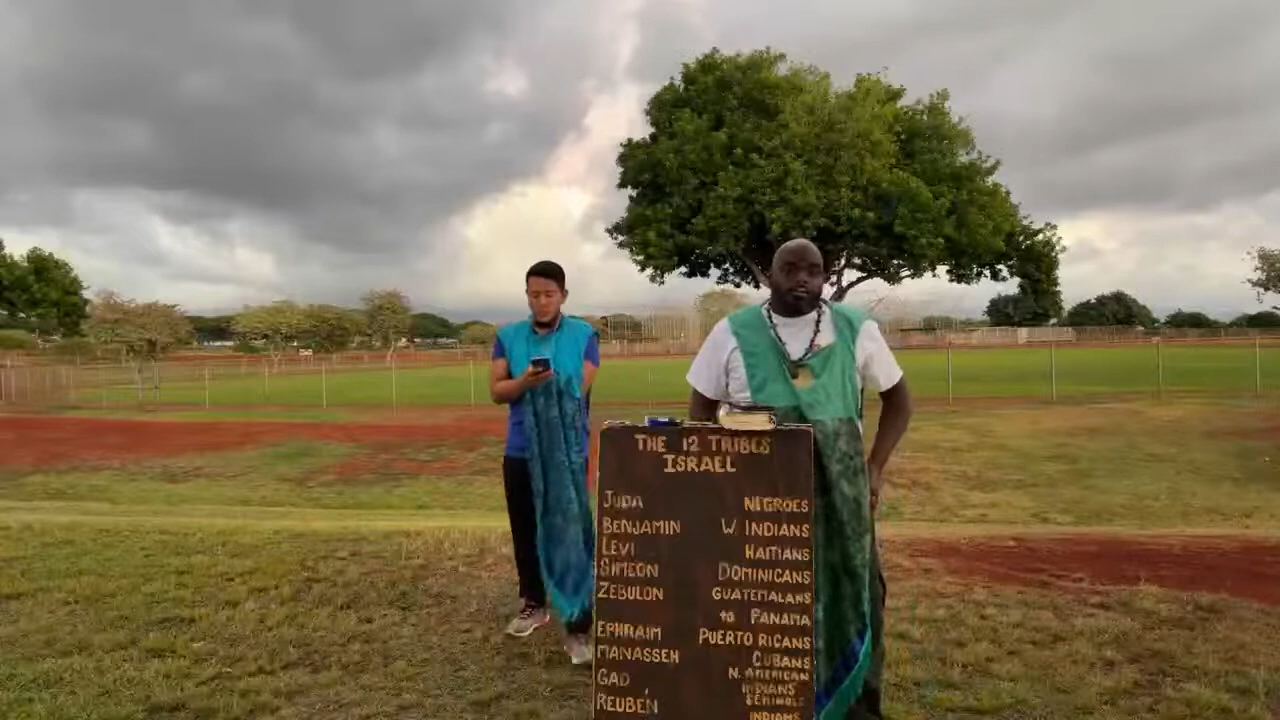 THE 12 TRIBES
ISRAEL
JUDA NEGROES
BENJAMIN W. INDIANS
LEVI HAITIANS
SIMEON DOMINICANS
ZEBULON GUATEMALANS
to PANAMA
EPHRAIM PUERTO RICANS
MANASSEH CUBANS
GAD N. AMERICAN
INDIANS
REUBEN SEMINOLE
INDIANS